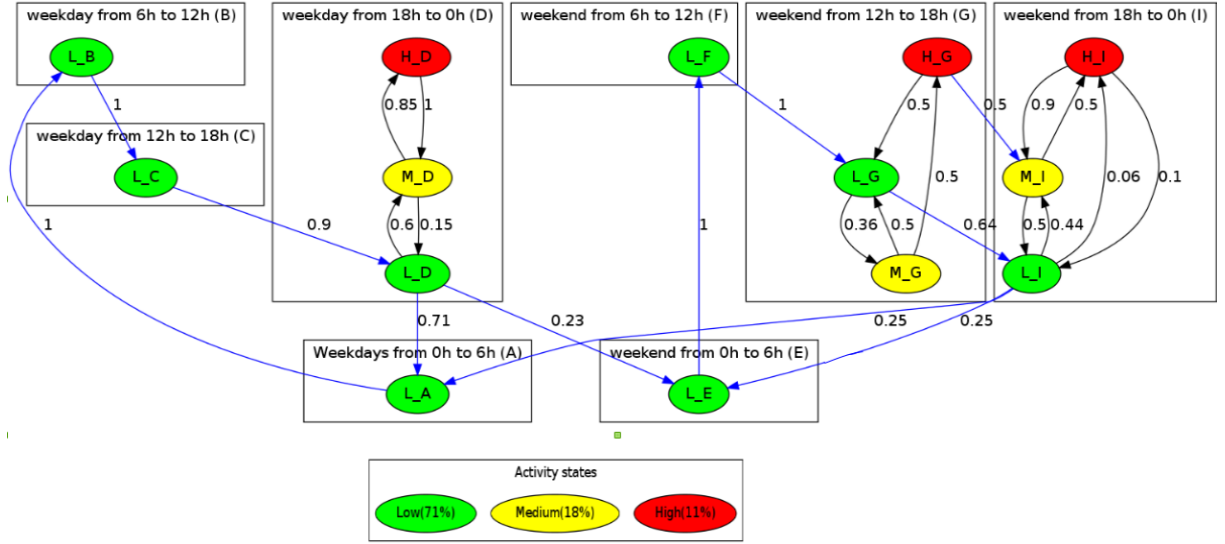 weekday from 6h to 12h (B)
weekday from 18h to 0h (D)
weekend from 6h to 12h (F)
weekend from 12h to 18h (G)
weekend from 18h to 0h (I)
L_B
H_D
L_F
H_G
H_I
1
0.85
1
1
0.5
0.5
0.9
0.5
weekday from 12h to 18h (C)
L_C
M_D
L_G
0.5
M_I
0.06
0.1
0.9
0.6
0.15
1
1
0.36
0.5
0.64
0.5
0.44
L_D
M_G
L_I
0.71
0.23
0.25
0.25
Weekdays from 0h to 6h (A)
weekend from 0h to 6h (E)
L_A
L_E
Activity states
Low(71%)
Medium(18%)
High(11%)